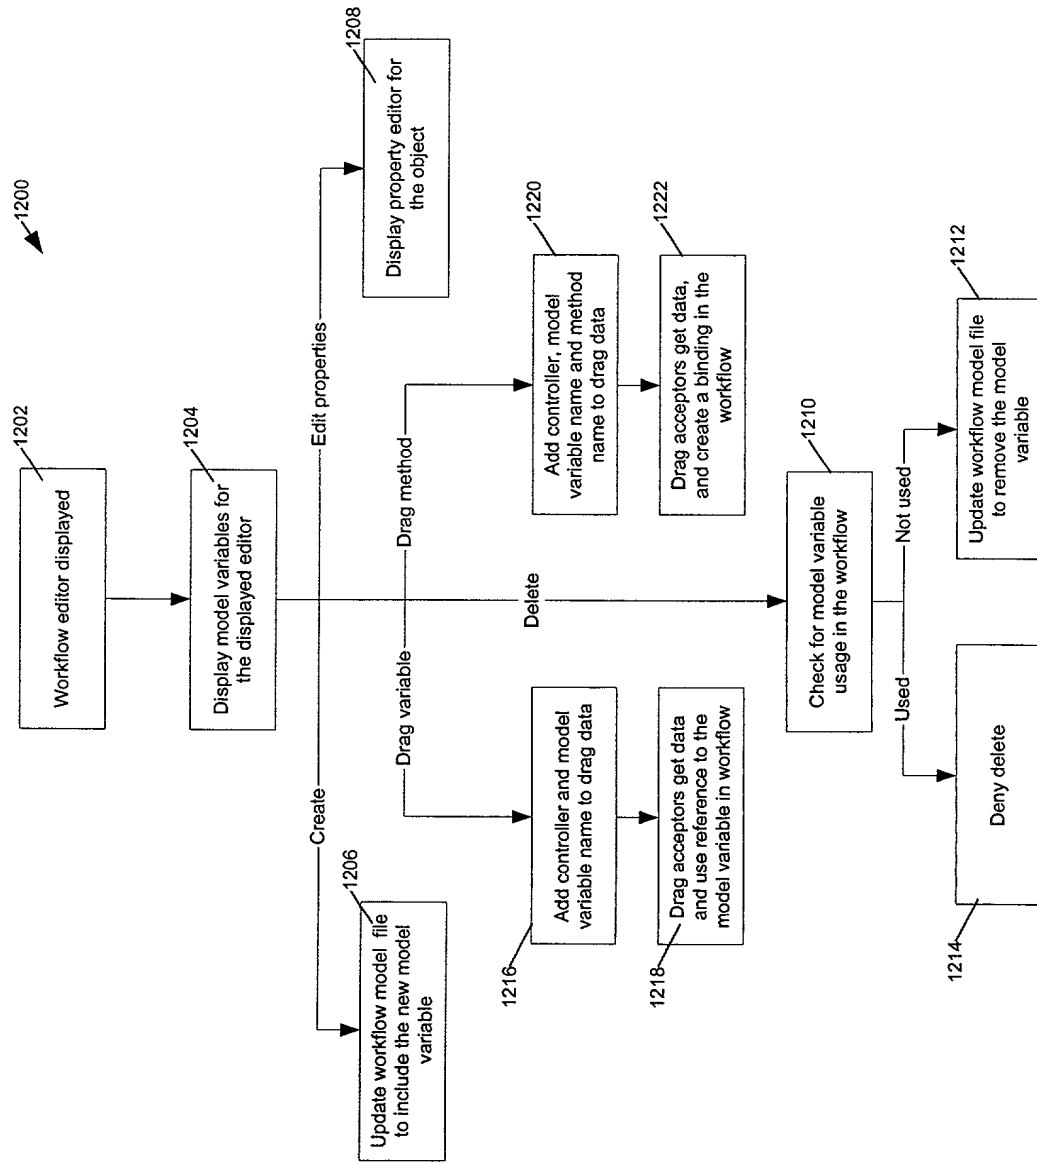 1200
1202
Workflow editor displayed
1204
Display model variables for
the displayed editor
Create
Edit properties
1206
Update workflow model file
to include the new model
variable
1208
Display property editor for
the object
Drag variable
Drag method
1216
Add controller and model
variable name to drag data
1220
Add controller, model
variable name and method
name to drag data
1218
Drag acceptors get data
and use reference to the
model variable in workflow
1222
Drag acceptors get data,
and create a binding in the
workflow
Delete
1210
Check for model variable
usage in the workflow
Used
Not used
1214
Deny delete
1212
Update workflow model file
to remove the model
variable